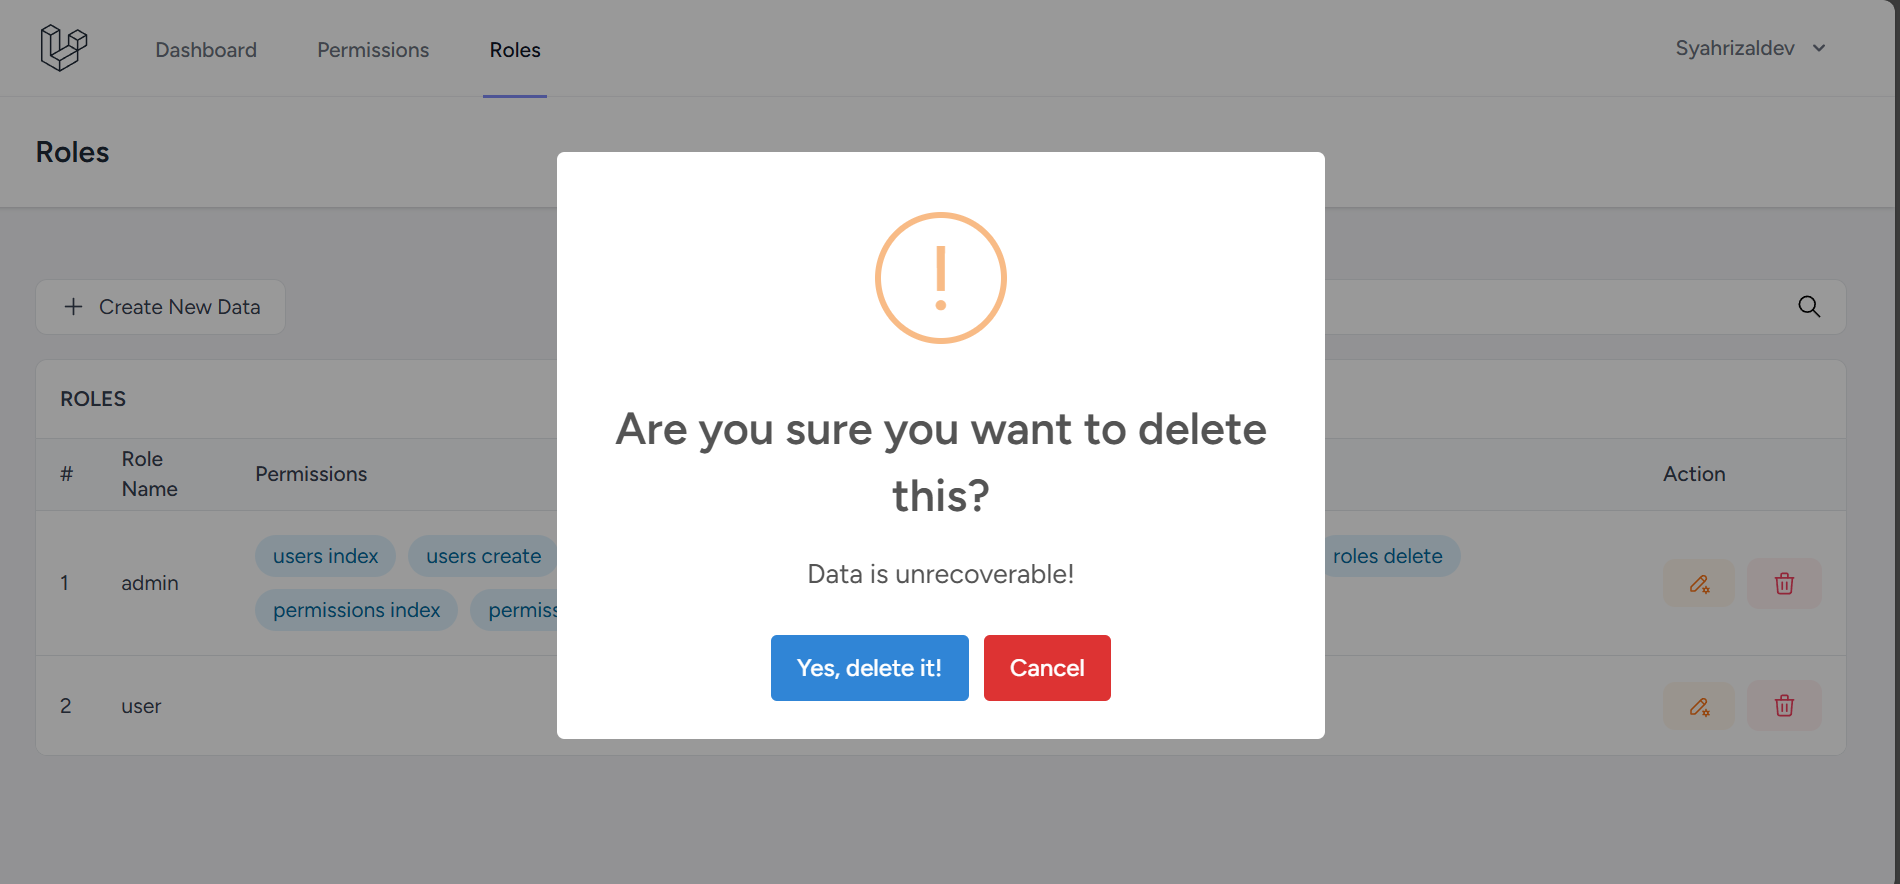 Dashboard Permissions Roles Syahrizaldev
Roles
Create New Data
ROLES
# Role Name Permissions Action
1 admin users index users create roles delete
permissions index
2 user
!
Are you sure you want to delete
this?
Data is unrecoverable!
Yes, delete it! Cancel